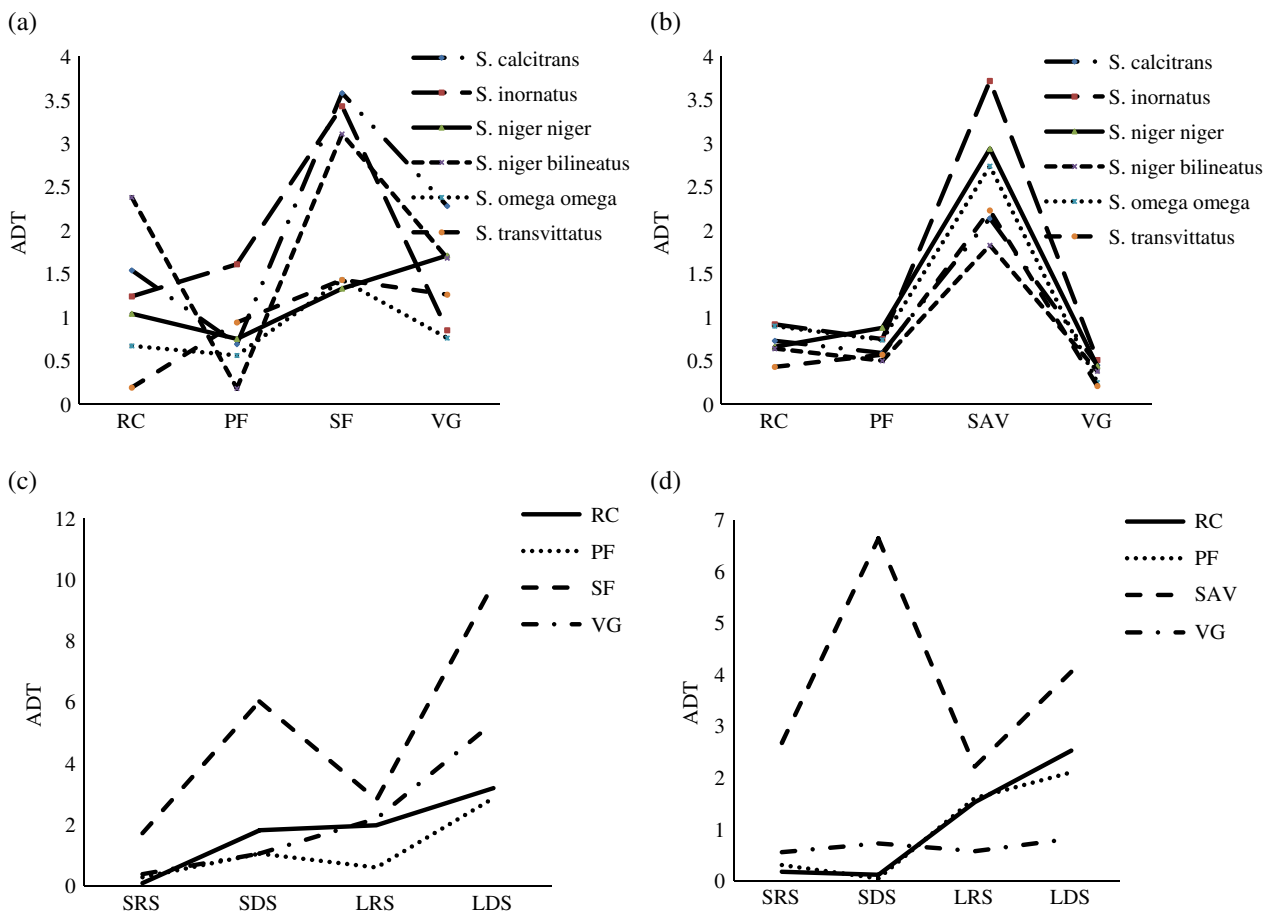 (a)
4
3.5
3
2.5
2
1.5
1
0.5
0
ADT
RC PF SF VG
S. calcitrans
S. inornatus
S. niger niger
S. niger bilineatus
S. omega omega
S. transvittatus
(b)
4
3.5
3
2.5
2
1.5
1
0.5
0
ADT
RC PF SAV VG
S. calcitrans
S. inornatus
S. niger niger
S. niger bilineatus
S. omega omega
S. transvittatus
(c)
12
10
8
6
4
2
0
ADT
SRS SDS LRS LDS
RC
PF
SF
VG
(d)
7
6
5
4
3
2
1
0
ADT
SRS SDS LRS LDS
RC
PF
SAV
VG